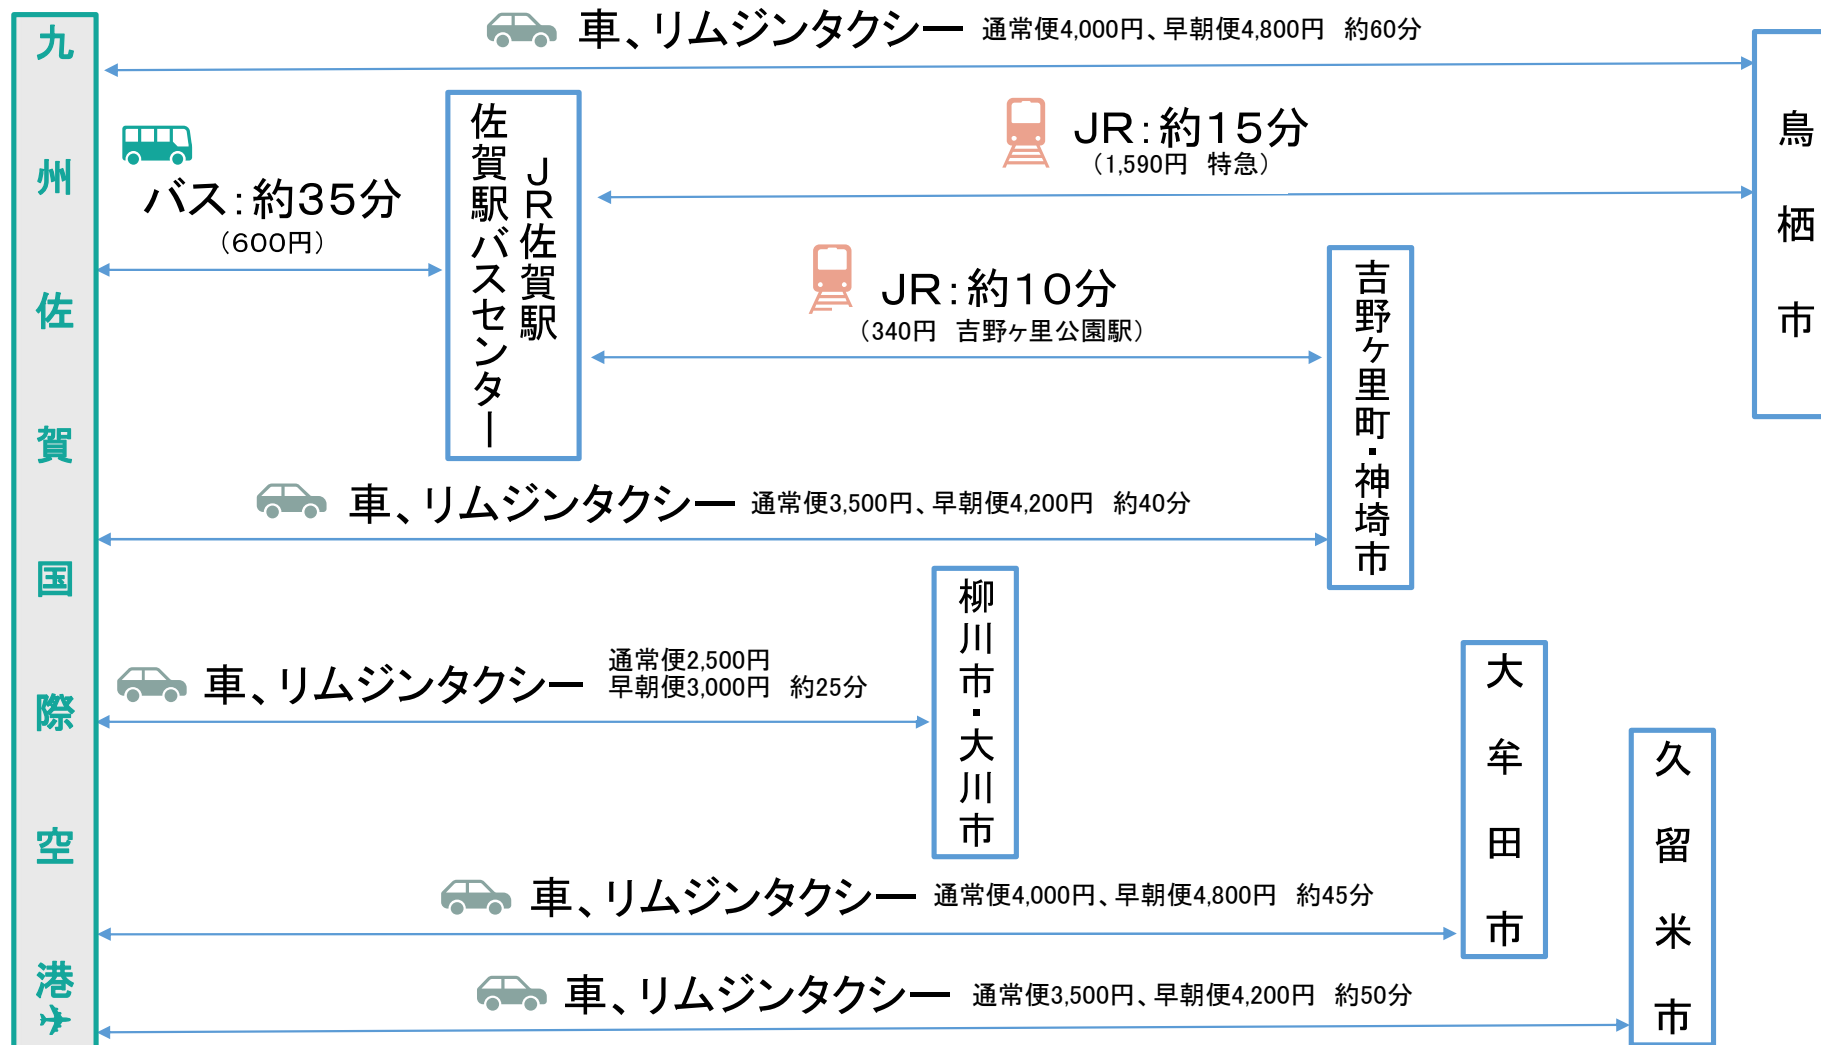 九州佐賀国際空港
車、リムジンタクシー 通常便4,000円、早朝便4,800円 約60分
鳥栖市
バス：約35分
（600円）
JR佐賀駅
佐賀駅バスセンター
JR：約15分
（1,590円 特急）
JR：約10分
（340円 吉野ヶ里公園駅）
吉野ケ里町・神埼市
車、リムジンタクシー 通常便3,500円、早朝便4,200円 約40分
車、リムジンタクシー
通常便2,500円
早朝便3,000円 約25分
柳川市・大川市
車、リムジンタクシー 通常便4,000円、早朝便4,800円 約45分
大牟田市
車、リムジンタクシー 通常便3,500円、早朝便4,200円 約50分
久留米市